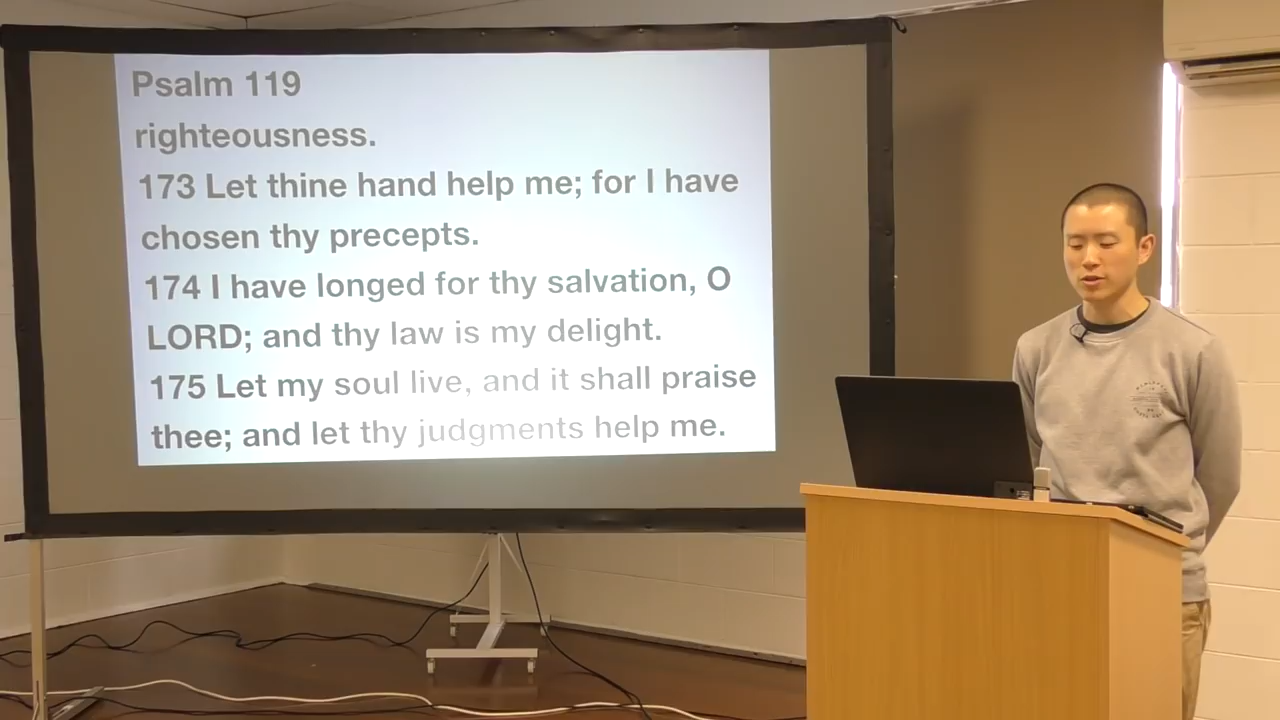 Psalm 119
righteousness.
173 Let thine hand help me; for I have
chosen thy precepts.
174 I have longed for thy salvation, O
LORD; and thy law is my delight.
175 Let my soul live, and it shall praise
thee; and let thy judgments help me.